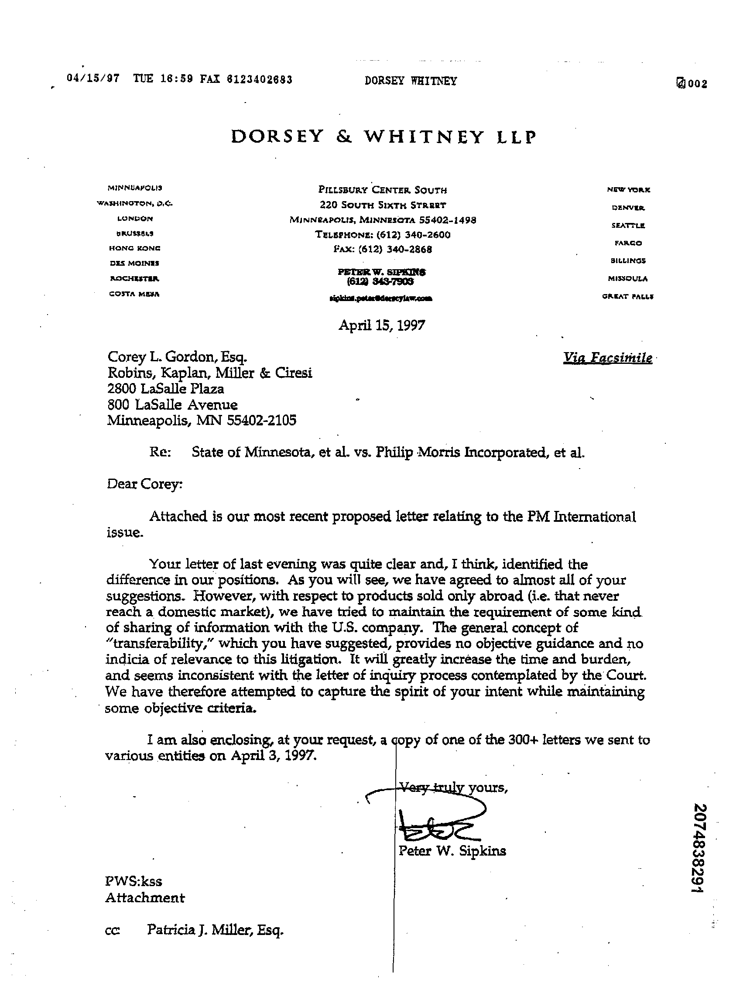 04/15/97 TUE 16:59 FAX 6123402683 DORSEY WHITNEY 002
DORSEY & WHITNEY LLP
MINNEAPOLIS
WASHINGTON, D.C.
LONDON
BRUSSELS
HONG KONG
DES MOINES
ROCHESTER
COSTA MESA
PILLSBURY CENTER SOUTH
220 SOUTH SIXTH STREET
MINNEAPOLIS, MINNESOTA 55402-1498
TELEPHONE: (612) 340-2600
FAX: (612) 340-2868
PETER W. SIPKINS
(612) 343-7903
sipkins.peter@dorseylaw.com
NEW YORK
DENVER
SEATTLE
FARGO
BILLINGS
MISSOULA
GREAT FALLS
April 15, 1997
Corey L. Gordon, Esq.
Via Facsimile
Robins, Kaplan, Miller & Ciresi
2800 LaSalle Plaza
800 LaSalle Avenue
Minneapolis, MN 55402-2105
Re: State of Minnesota, et al. vs. Philip Morris Incorporated, et al.
Dear Corey:
Attached is our most recent proposed letter relating to the PM International
issue.
Your letter of last evening was quite clear and, I think, identified the
difference in our positions. As you will see, we have agreed to almost all of your
suggestions. However, with respect to products sold only abroad (i.e. that never
reach a domestic market), we have tried to maintain the requirement of some kind
of sharing of information with the U.S. company. The general concept of
"transferability," which you have suggested, provides no objective guidance and no
indicia of relevance to this litigation. It will greatly increase the time and burden,
and seems inconsistent with the letter of inquiry process contemplated by the Court.
We have therefore attempted to capture the spirit of your intent while maintaining
some objective criteria.
I am also enclosing, at your request, a copy of one of the 300+ letters we sent to
various entities on April 3, 1997.
Very truly yours,
Peter W. Sipkins
PWS:kss
Attachment
cc: Patricia J. Miller, Esq.
2074838291